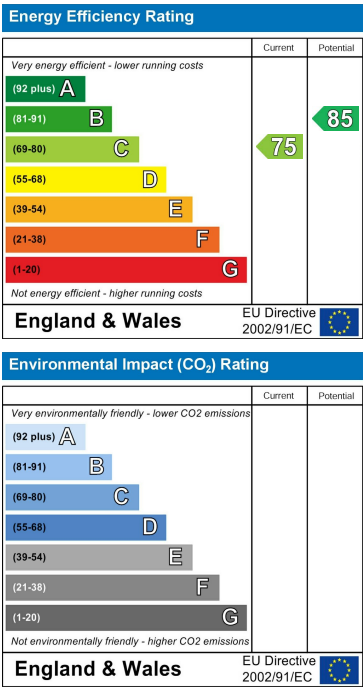 Energy Efficiency Rating
Current Potential
Very energy efficient - lower running costs
(92 plus) A
(81-91) B
(69-80) C
(55-68) D
(39-54) E
(21-38) F
(1-20) G
75
85
Not energy efficient - higher running costs
England & Wales
EU Directive
2002/91/EC
Environmental Impact (CO₂) Rating
Current Potential
Very environmentally friendly - lower CO2 emissions
(92 plus) A
(81-91) B
(69-80) C
(55-68) D
(39-54) E
(21-38) F
(1-20) G
Not environmentally friendly - higher CO2 emissions
England & Wales
EU Directive
2002/91/EC